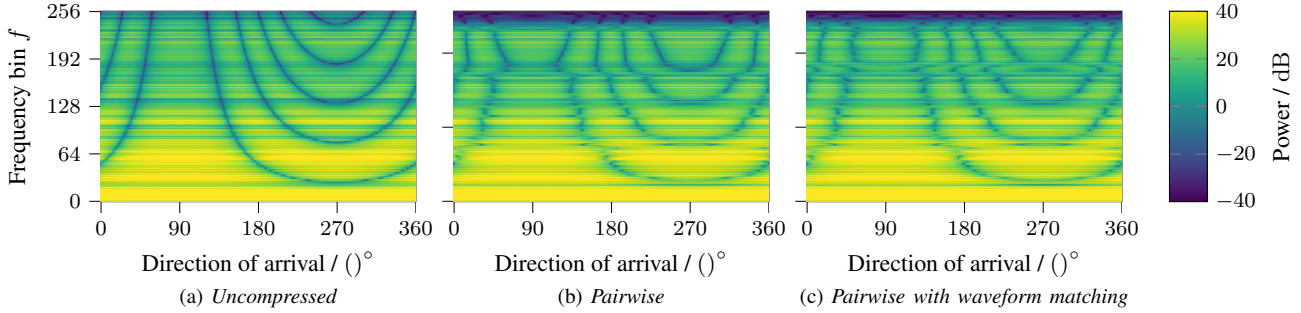 Frequency bin f
256
192
128
64
0
0 90 180 270 360
0 90 180 270 360
0 90 180 270 360
Direction of arrival / ()°
Direction of arrival / ()°
Direction of arrival / ()°
(a) Uncompressed
(b) Pairwise
(c) Pairwise with waveform matching
40
20
0
−20
−40
Power / dB